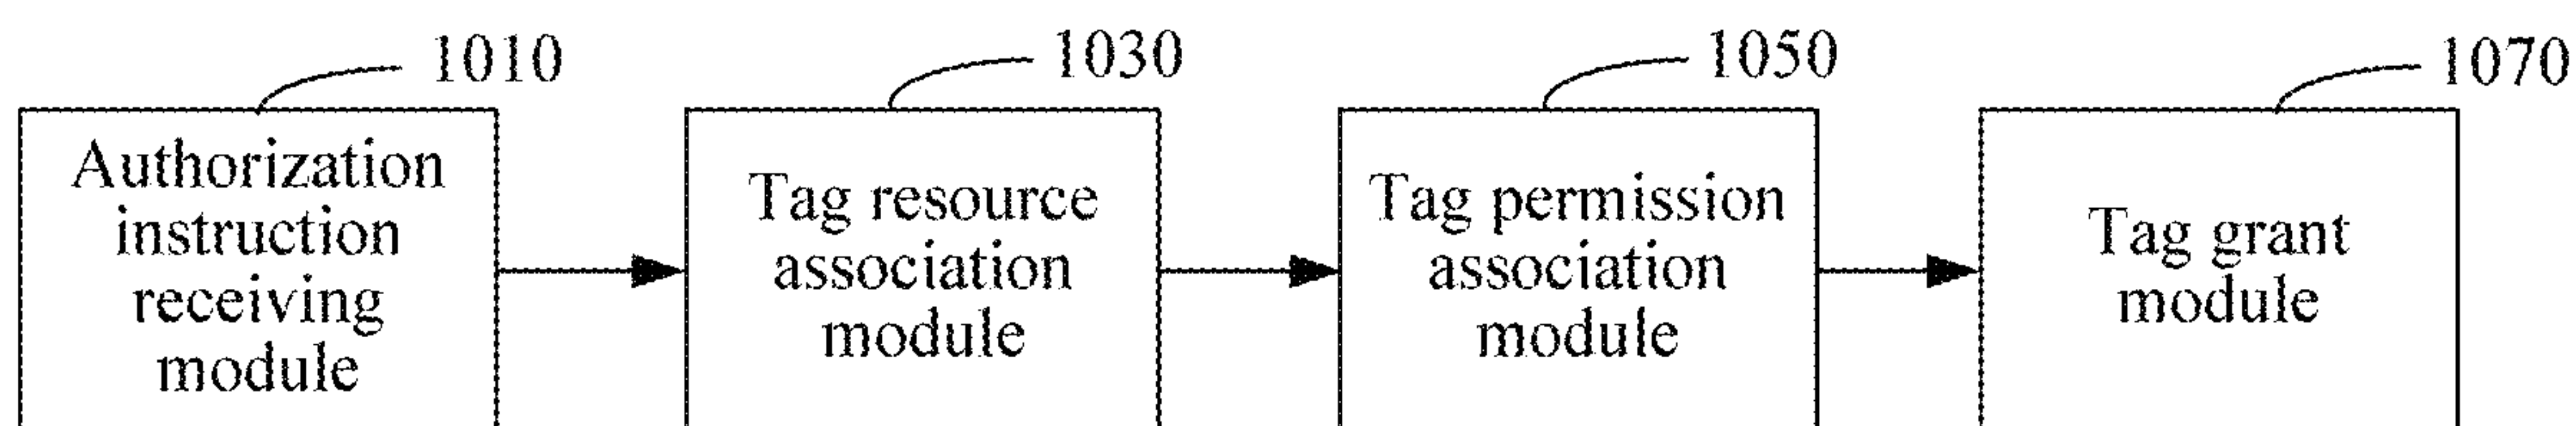 1010
1030
1050
1070
Authorization
instruction
receiving
module
Tag resource
association
module
Tag permission
association
module
Tag grant
module